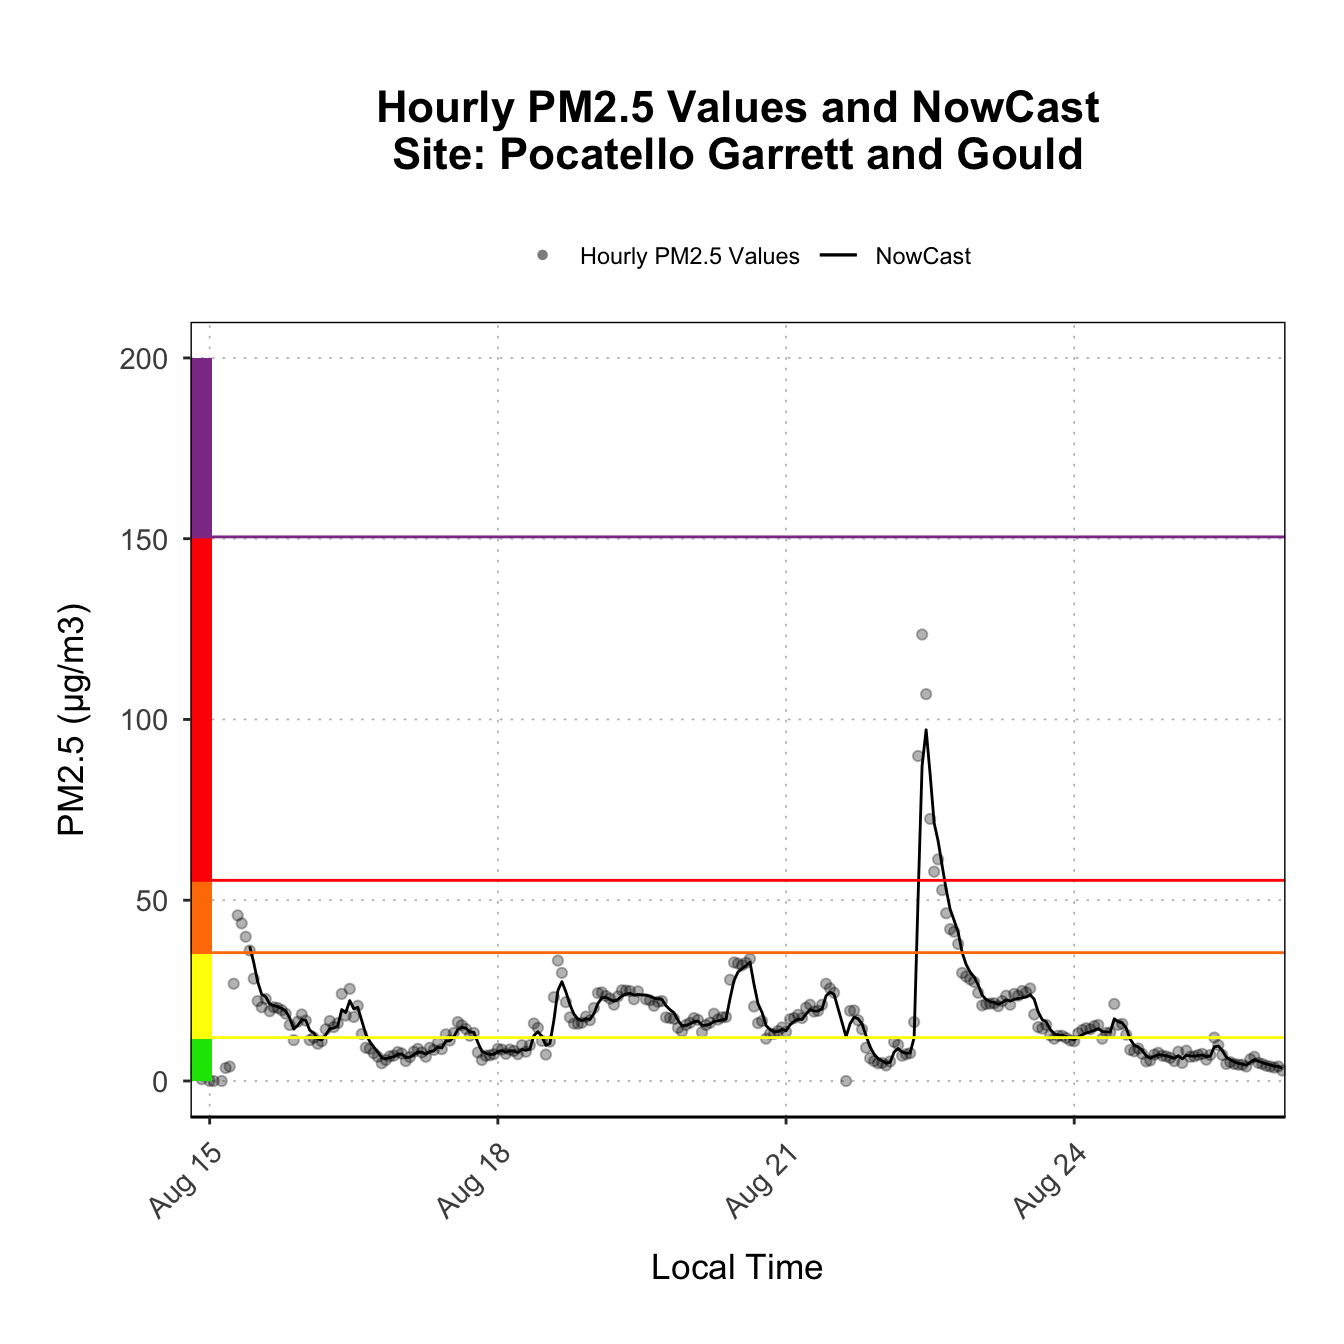 Hourly PM2.5 Values and NowCast
Site: Pocatello Garrett and Gould
Hourly PM2.5 Values NowCast
200
150
100
50
0
PM2.5 (µg/m3)
Aug 15 Aug 18 Aug 21 Aug 24
Local Time